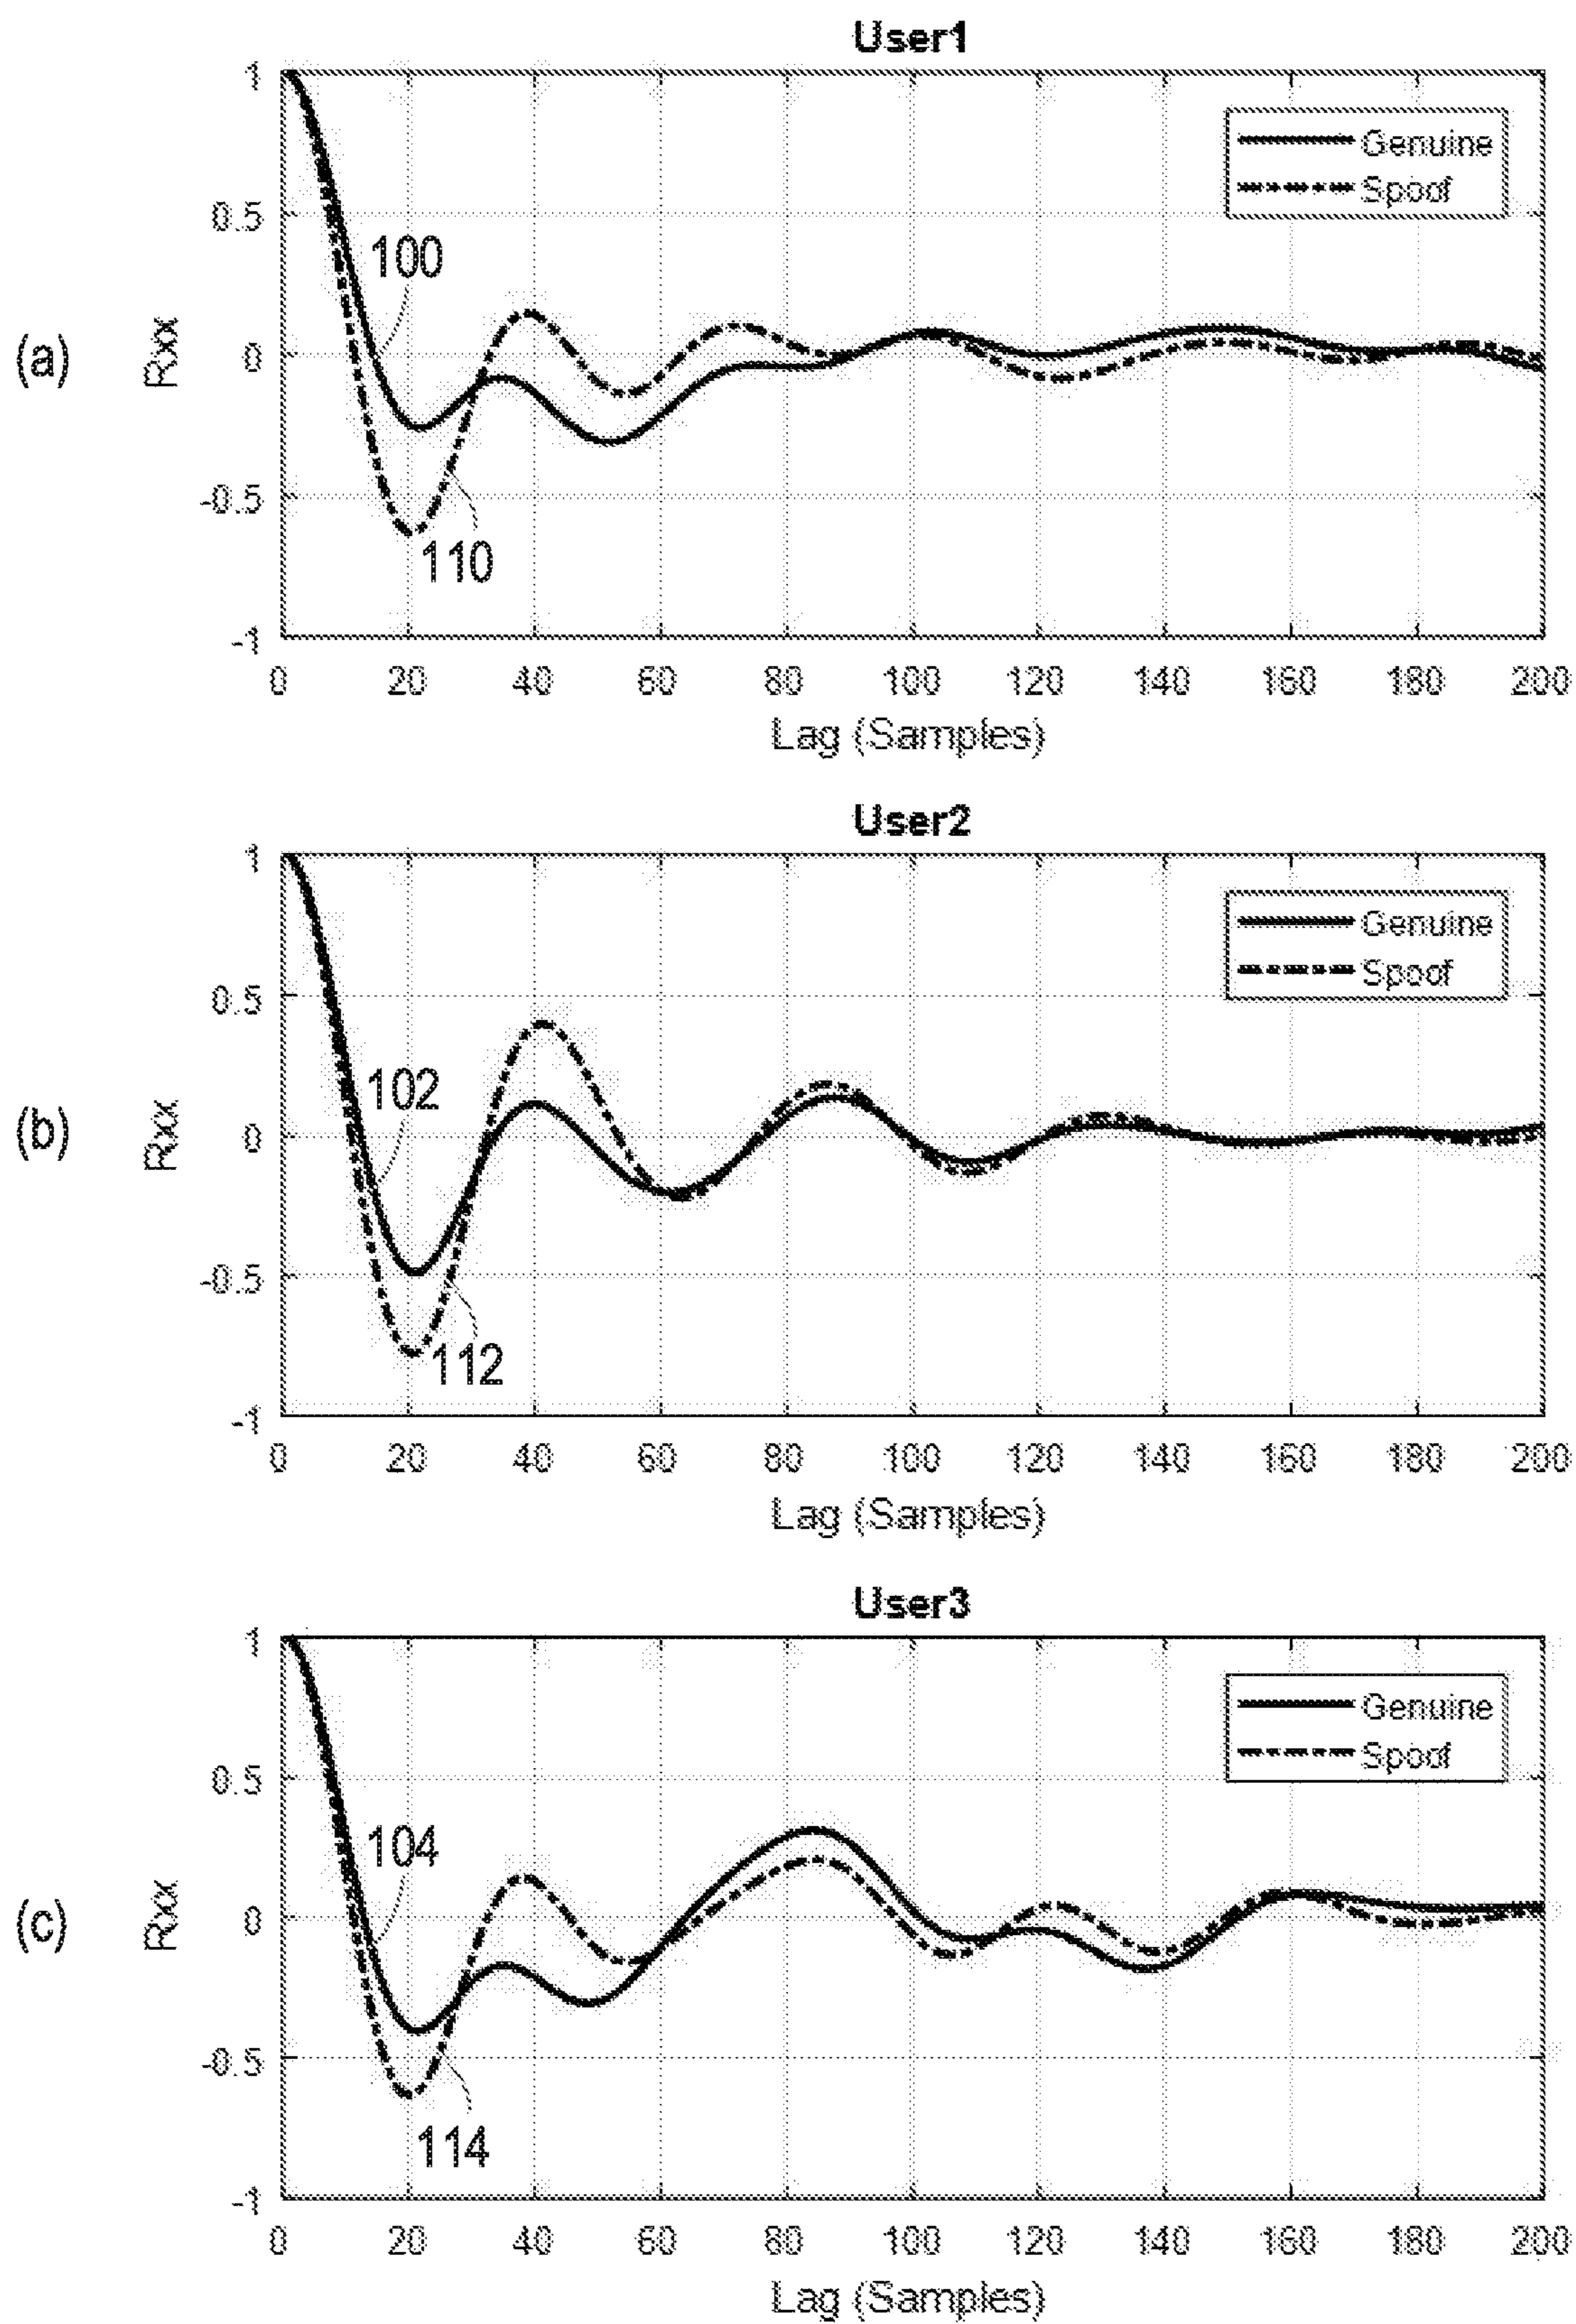 User1
1
Genuine
Spoof
0.5
100
(a)
Rxx
0
-0.5
110
-1
0 20 40 60 80 100 120 140 160 180 200
Lag (Samples)
User2
1
Genuine
Spoof
0.5
102
(b)
Rxx
0
-0.5
112
-1
0 20 40 60 80 100 120 140 160 180 200
Lag (Samples)
User3
1
Genuine
Spoof
0.5
104
(c)
Rxx
0
-0.5
114
-1
0 20 40 60 80 100 120 140 160 180 200
Lag (Samples)